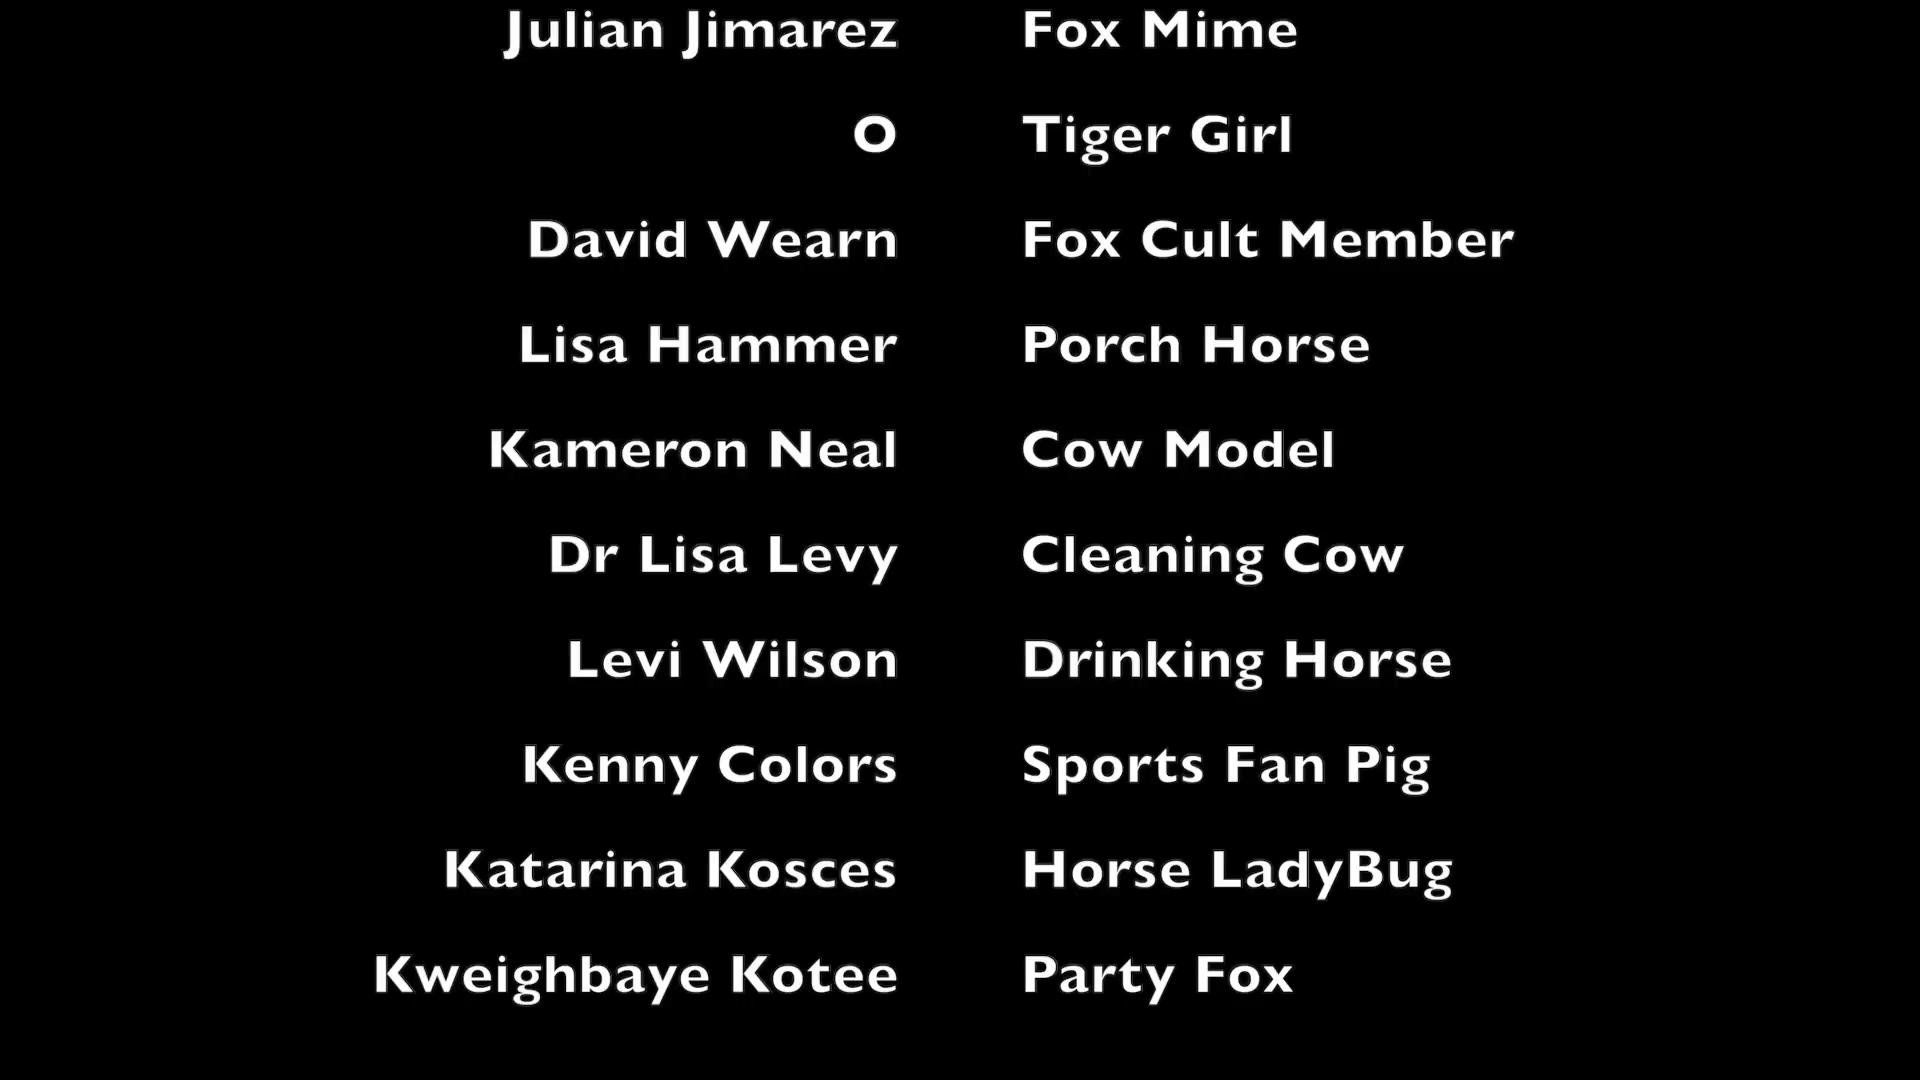 Julian Jimarez Fox Mime
O Tiger Girl
David Wearn Fox Cult Member
Lisa Hammer Porch Horse
Kameron Neal Cow Model
Dr Lisa Levy Cleaning Cow
Levi Wilson Drinking Horse
Kenny Colors Sports Fan Pig
Katarina Kosces Horse LadyBug
Kweighbaye Kotee Party Fox